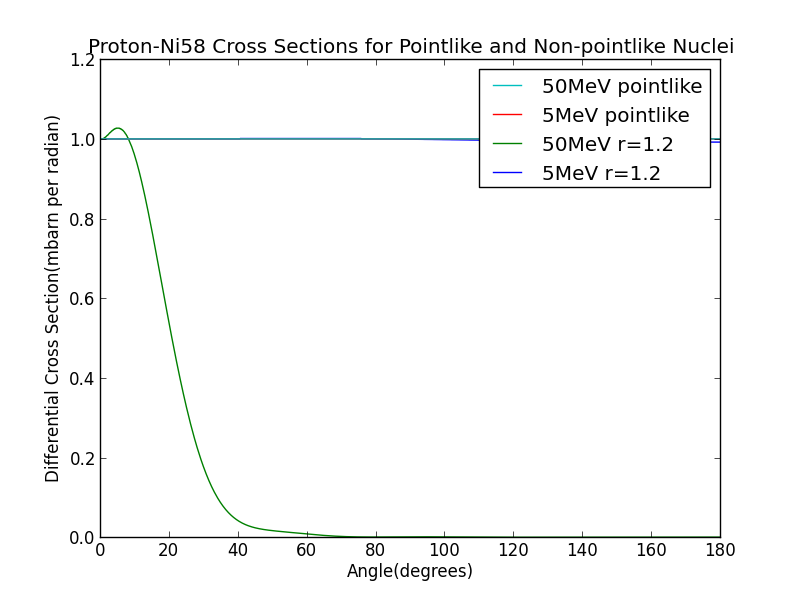 Proton-Ni58 Cross Sections for Pointlike and Non-pointlike Nuclei
1.2
1.0
0.8
0.6
0.4
0.2
0.0
Differential Cross Section(mbarn per radian)
50MeV pointlike
5MeV pointlike
50MeV r=1.2
5MeV r=1.2
0 20 40 60 80 100 120 140 160 180
Angle(degrees)